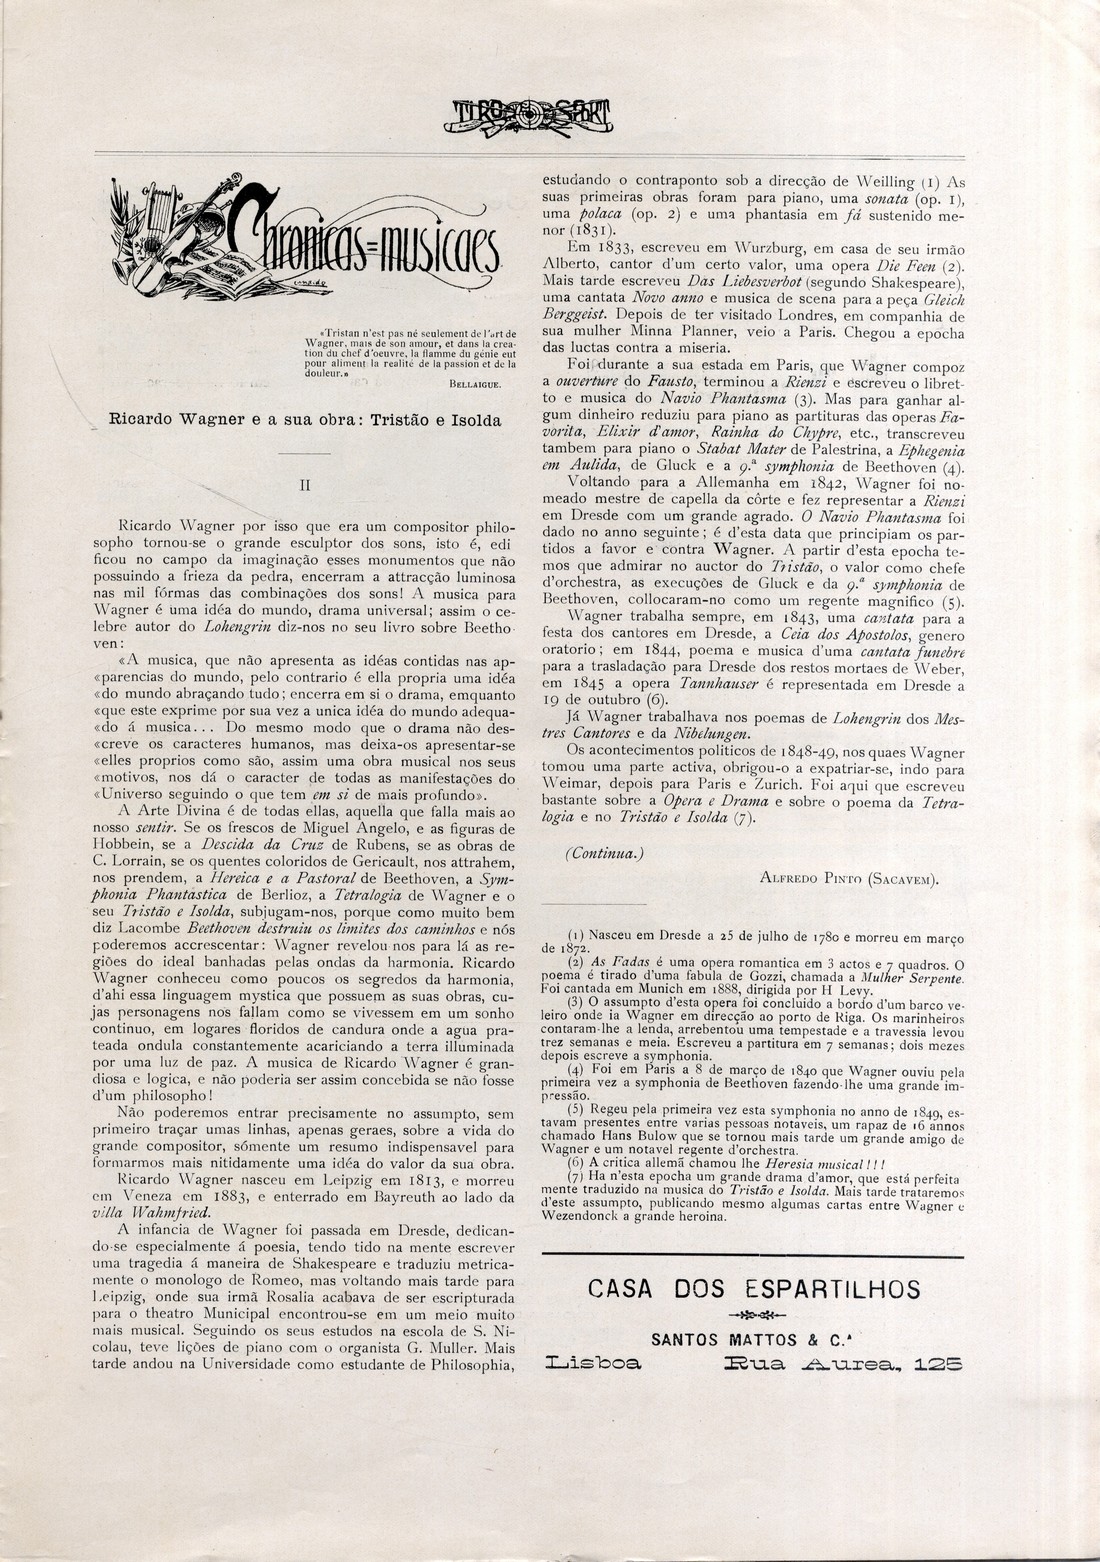 TIRO SPORT
Chronicas=musicaes
«Tristan n'est pas né seulement de l'art de
Wagner, mais de son amour, et dans la crea-
tion du chef d'oeuvre, la flamme du génie eut
pour aliment la realité de la passion et de la
douleur.»
BELLAIGUE.
Ricardo Wagner e a sua obra: Tristão e Isolda
II
Ricardo Wagner por isso que era um compositor philo-
sopho tornou-se o grande esculptor dos sons, isto é, edi
ficou no campo da imaginação esses monumentos que não
possuindo a frieza da pedra, encerram a attracção luminosa
nas mil fórmas das combinações dos sons! A musica para
Wagner é uma idéa do mundo, drama universal; assim o ce-
lebre autor do Lohengrin diz-nos no seu livro sobre Beetho-
ven:
«A musica, que não apresenta as idéas contidas nas ap-
«parencias do mundo, pelo contrario é ella propria uma idéa
«do mundo abraçando tudo; encerra em si o drama, emquanto
«que este exprime por sua vez a unica idéa do mundo adequa-
«do á musica... Do mesmo modo que o drama não des-
«creve os caracteres humanos, mas deixa-os apresentar-se
«elles proprios como são, assim uma obra musical nos seus
«motivos, nos dá o caracter de todas as manifestações do
«Universo seguindo o que tem em si de mais profundo».
A Arte Divina é de todas ellas, aquella que falla mais ao
nosso sentir. Se os frescos de Miguel Angelo, e as figuras de
Hobbein, se a Descida da Cruz de Rubens, se as obras de
C. Lorrain, se os quentes coloridos de Gericault, nos attrahem,
nos prendem, a Hereica e a Pastoral de Beethoven, a Sym-
phonia Phantastica de Berlioz, a Tetralogia de Wagner e o
seu Tristão e Isolda, subjugam-nos, porque como muito bem
diz Lacombe Beethoven destruiu os limites dos caminhos e nós
poderemos accrescentar: Wagner revelou nos para lá as re-
giões do ideal banhadas pelas ondas da harmonia. Ricardo
Wagner conheceu como poucos os segredos da harmonia,
d'ahi essa linguagem mystica que possuem as suas obras, cu-
jas personagens nos fallam como se vivessem em um sonho
continuo, em logares floridos de candura onde a agua pra-
teada ondula constantemente acariciando a terra illuminada
por uma luz de paz. A musica de Ricardo Wagner é gran-
diosa e logica, e não poderia ser assim concebida se não fosse
d'um philosopho!
Não poderemos entrar precisamente no assumpto, sem
primeiro traçar umas linhas, apenas geraes, sobre a vida do
grande compositor, sómente um resumo indispensavel para
formarmos mais nitidamente uma idéa do valor da sua obra.
Ricardo Wagner nasceu em Leipzig em 1813, e morreu
em Veneza em 1883, e enterrado em Bayreuth ao lado da
villa Wahmfried.
A infancia de Wagner foi passada em Dresde, dedican-
do-se especialmente á poesia, tendo tido na mente escrever
uma tragedia á maneira de Shakespeare e traduziu metrica-
mente o monologo de Romeo, mas voltando mais tarde para
Leipzig, onde sua irmã Rosalia acabava de ser escripturada
para o theatro Municipal encontrou-se em um meio muito
mais musical. Seguindo os seus estudos na escola de S. Ni-
colau, teve lições de piano com o organista G. Muller. Mais
tarde andou na Universidade como estudante de Philosophia,
estudando o contraponto sob a direcção de Weilling (1) As
suas primeiras obras foram para piano, uma sonata (op. 1),
uma polaca (op. 2) e uma phantasia em fá sustenido me-
nor (1831).
Em 1833, escreveu em Wurzburg, em casa de seu irmão
Alberto, cantor d'um certo valor, uma opera Die Feen (2).
Mais tarde escreveu Das Liebesverbot (segundo Shakespeare),
uma cantata Novo anno e musica de scena para a peça Gleich
Berggeist. Depois de ter visitado Londres, em companhia de
sua mulher Minna Planner, veio a Paris. Chegou a epocha
das luctas contra a miseria.
Foi durante a sua estada em Paris, que Wagner compoz
a ouverture do Fausto, terminou a Rienzi e escreveu o libret-
to e musica do Navio Phantasma (3). Mas para ganhar al-
gum dinheiro reduziu para piano as partituras das operas Fa-
vorita, Elixir d'amor, Rainha do Chypre, etc., transcreveu
tambem para piano o Stabat Mater de Palestrina, a Ephegenia
em Aulida, de Gluck e a 9.ª symphonia de Beethoven (4).
Voltando para a Allemanha em 1842, Wagner foi no-
meado mestre de capella da côrte e fez representar a Rienzi
em Dresde com um grande agrado. O Navio Phantasma foi
dado no anno seguinte; é d'esta data que principiam os par-
tidos a favor e contra Wagner. A partir d'esta epocha te-
mos que admirar no auctor do Tristão, o valor como chefe
d'orchestra, as execuções de Gluck e da 9.ª symphonia de
Beethoven, collocaram-no como um regente magnifico (5).
Wagner trabalha sempre, em 1843, uma cantata para a
festa dos cantores em Dresde, a Ceia dos Apostolos, genero
oratorio; em 1844, poema e musica d'uma cantata funebre
para a trasladação para Dresde dos restos mortaes de Weber,
em 1845 a opera Tannhauser é representada em Dresde a
19 de outubro (6).
Já Wagner trabalhava nos poemas de Lohengrin dos Mes-
tres Cantores e da Nibelungen.
Os acontecimentos politicos de 1848-49, nos quaes Wagner
tomou uma parte activa, obrigou-o a expatriar-se, indo para
Weimar, depois para Paris e Zurich. Foi aqui que escreveu
bastante sobre a Opera e Drama e sobre o poema da Tetra-
logia e no Tristão e Isolda (7).
(Continua.)
ALFREDO PINTO (SACAVEM).
(1) Nasceu em Dresde a 25 de julho de 1780 e morreu em março
de 1872.
(2) As Fadas é uma opera romantica em 3 actos e 7 quadros. O
poema é tirado d'uma fabula de Gozzi, chamada a Mulher Serpente.
Foi cantada em Munich em 1888, dirigida por H Levy.
(3) O assumpto d'esta opera foi concluido a bordo d'um barco ve-
leiro onde ia Wagner em direcção ao porto de Riga. Os marinheiros
contaram-lhe a lenda, arrebentou uma tempestade e a travessia levou
trez semanas e meia. Escreveu a partitura em 7 semanas; dois mezes
depois escreve a symphonia.
(4) Foi em Paris a 8 de março de 1840 que Wagner ouviu pela
primeira vez a symphonia de Beethoven fazendo-lhe uma grande im-
pressão.
(5) Regeu pela primeira vez esta symphonia no anno de 1849, es-
tavam presentes entre varias pessoas notaveis, um rapaz de 16 annos
chamado Hans Bulow que se tornou mais tarde um grande amigo de
Wagner e um notavel regente d'orchestra.
(6) A critica allemã chamou lhe Heresia musical!!!
(7) Ha n'esta epocha um grande drama d'amor, que está perfeita
mente traduzido na musica do Tristão e Isolda. Mais tarde trataremos
d'este assumpto, publicando mesmo algumas cartas entre Wagner e
Wezendonck a grande heroina.
CASA DOS ESPARTILHOS
SANTOS MATTOS & C.ª
Lisboa Rua Aurea, 125